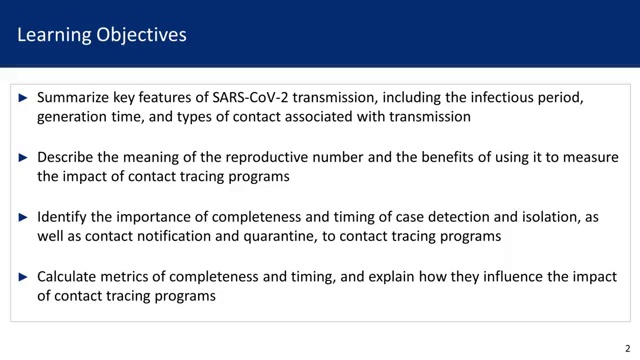 Learning Objectives
► Summarize key features of SARS-CoV-2 transmission, including the infectious period,
generation time, and types of contact associated with transmission
► Describe the meaning of the reproductive number and the benefits of using it to measure
the impact of contact tracing programs
► Identify the importance of completeness and timing of case detection and isolation, as
well as contact notification and quarantine, to contact tracing programs
► Calculate metrics of completeness and timing, and explain how they influence the impact
of contact tracing programs
2